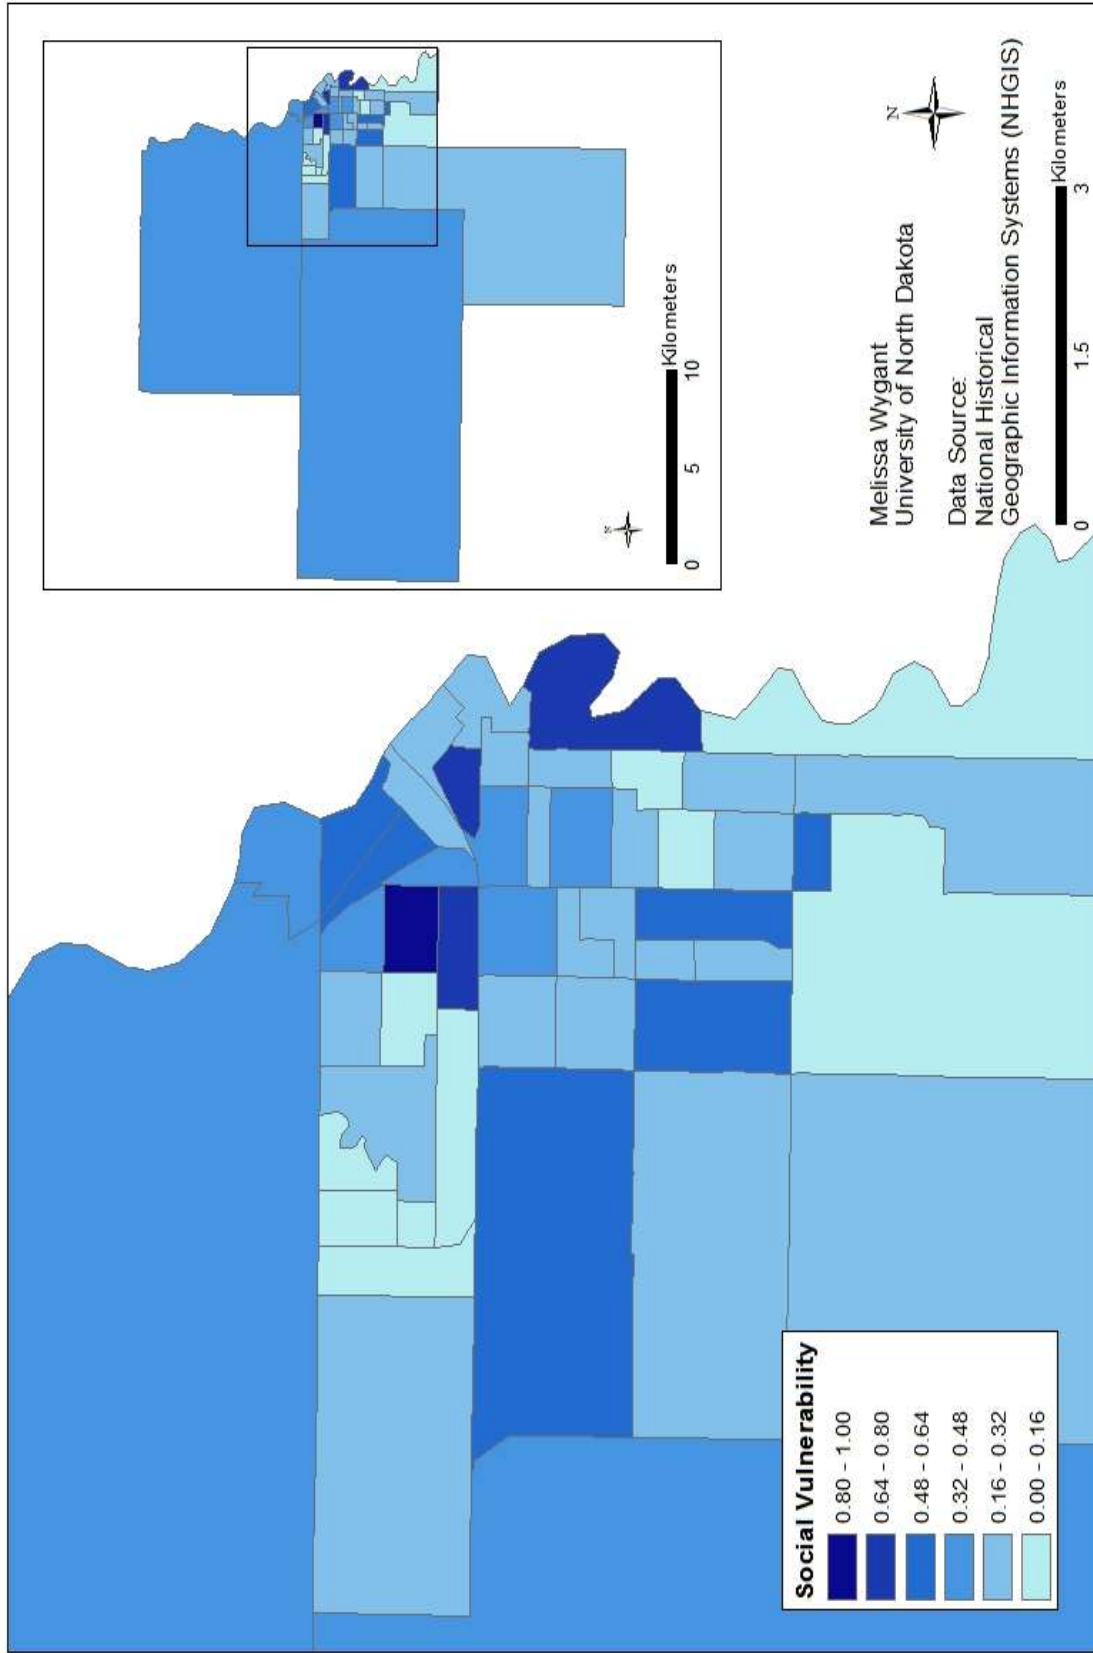 N
0
5
10
Kilometers
Melissa Wygant
University of North Dakota
Data Source:
National Historical
Geographic Information Systems (NHGIS)
N
0
1.5
3
Kilometers
Social Vulnerability
0.80 - 1.00
0.64 - 0.80
0.48 - 0.64
0.32 - 0.48
0.16 - 0.32
0.00 - 0.16